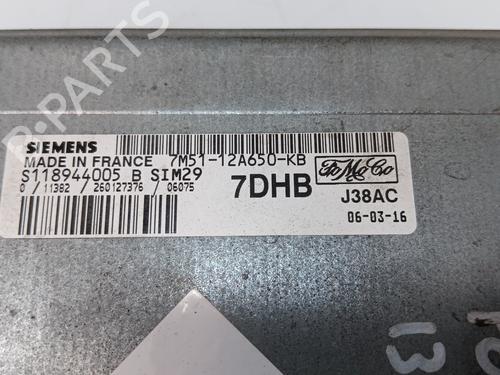 SIEMENS
MADE IN FRANCE 7M51-12A650-KB
S118944005 B SIM29
0 / 11382 / 260127376 / 06075
7DHB
FoMoCo
J38AC
06-03-16